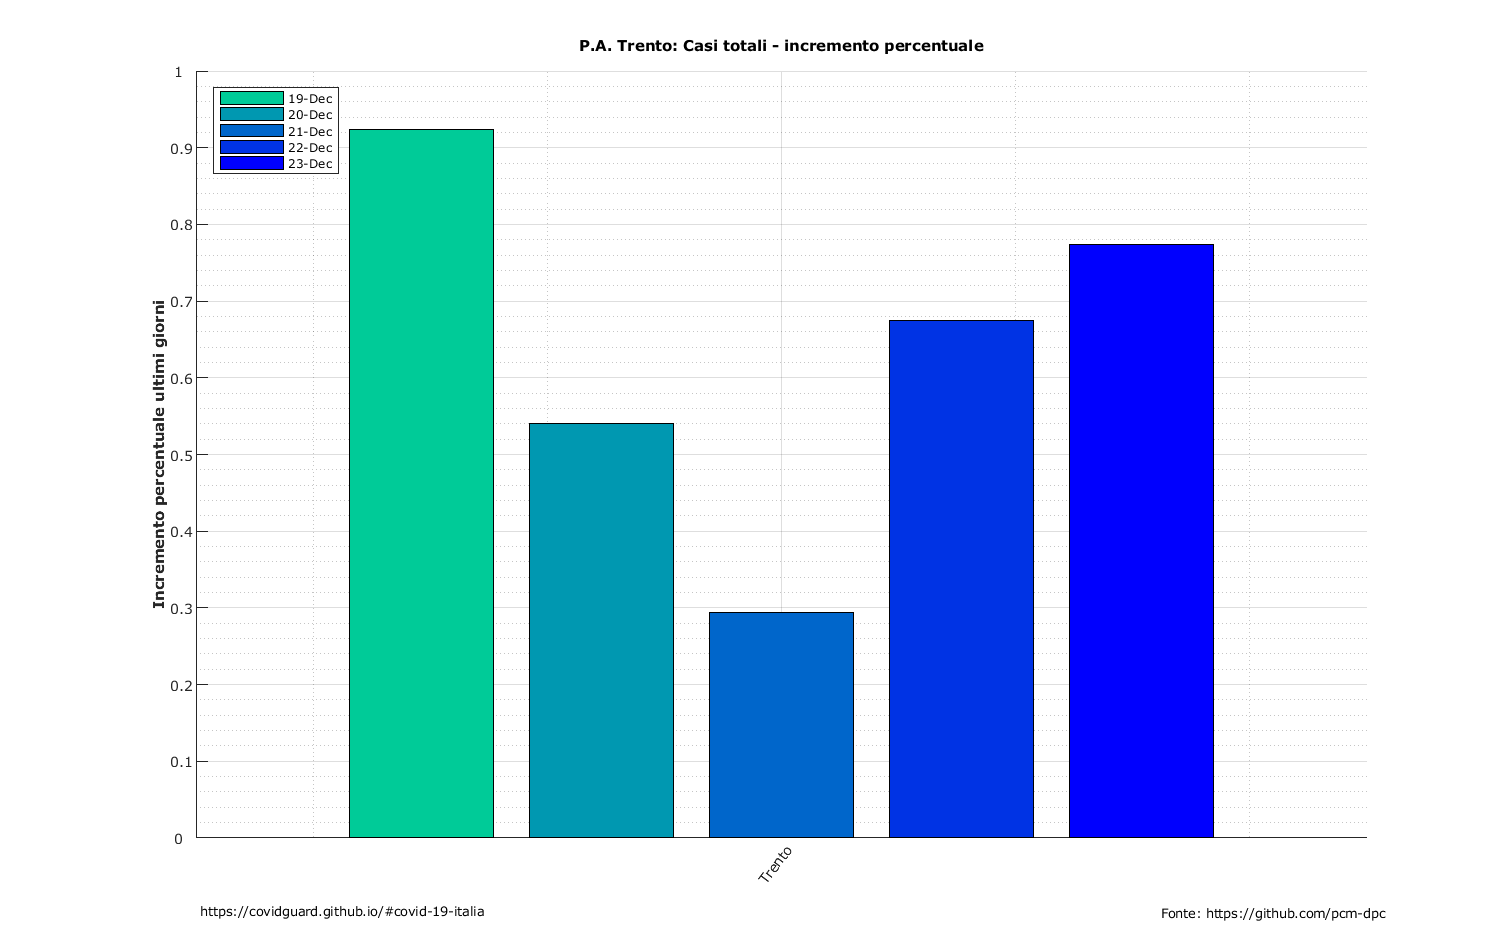 P.A. Trento: Casi totali - incremento percentuale
1
0.9
0.8
0.7
0.6
0.5
0.4
0.3
0.2
0.1
0
Incremento percentuale ultimi giorni
19-Dec
20-Dec
21-Dec
22-Dec
23-Dec
Trento
https://covidguard.github.io/#covid-19-italia
Fonte: https://github.com/pcm-dpc